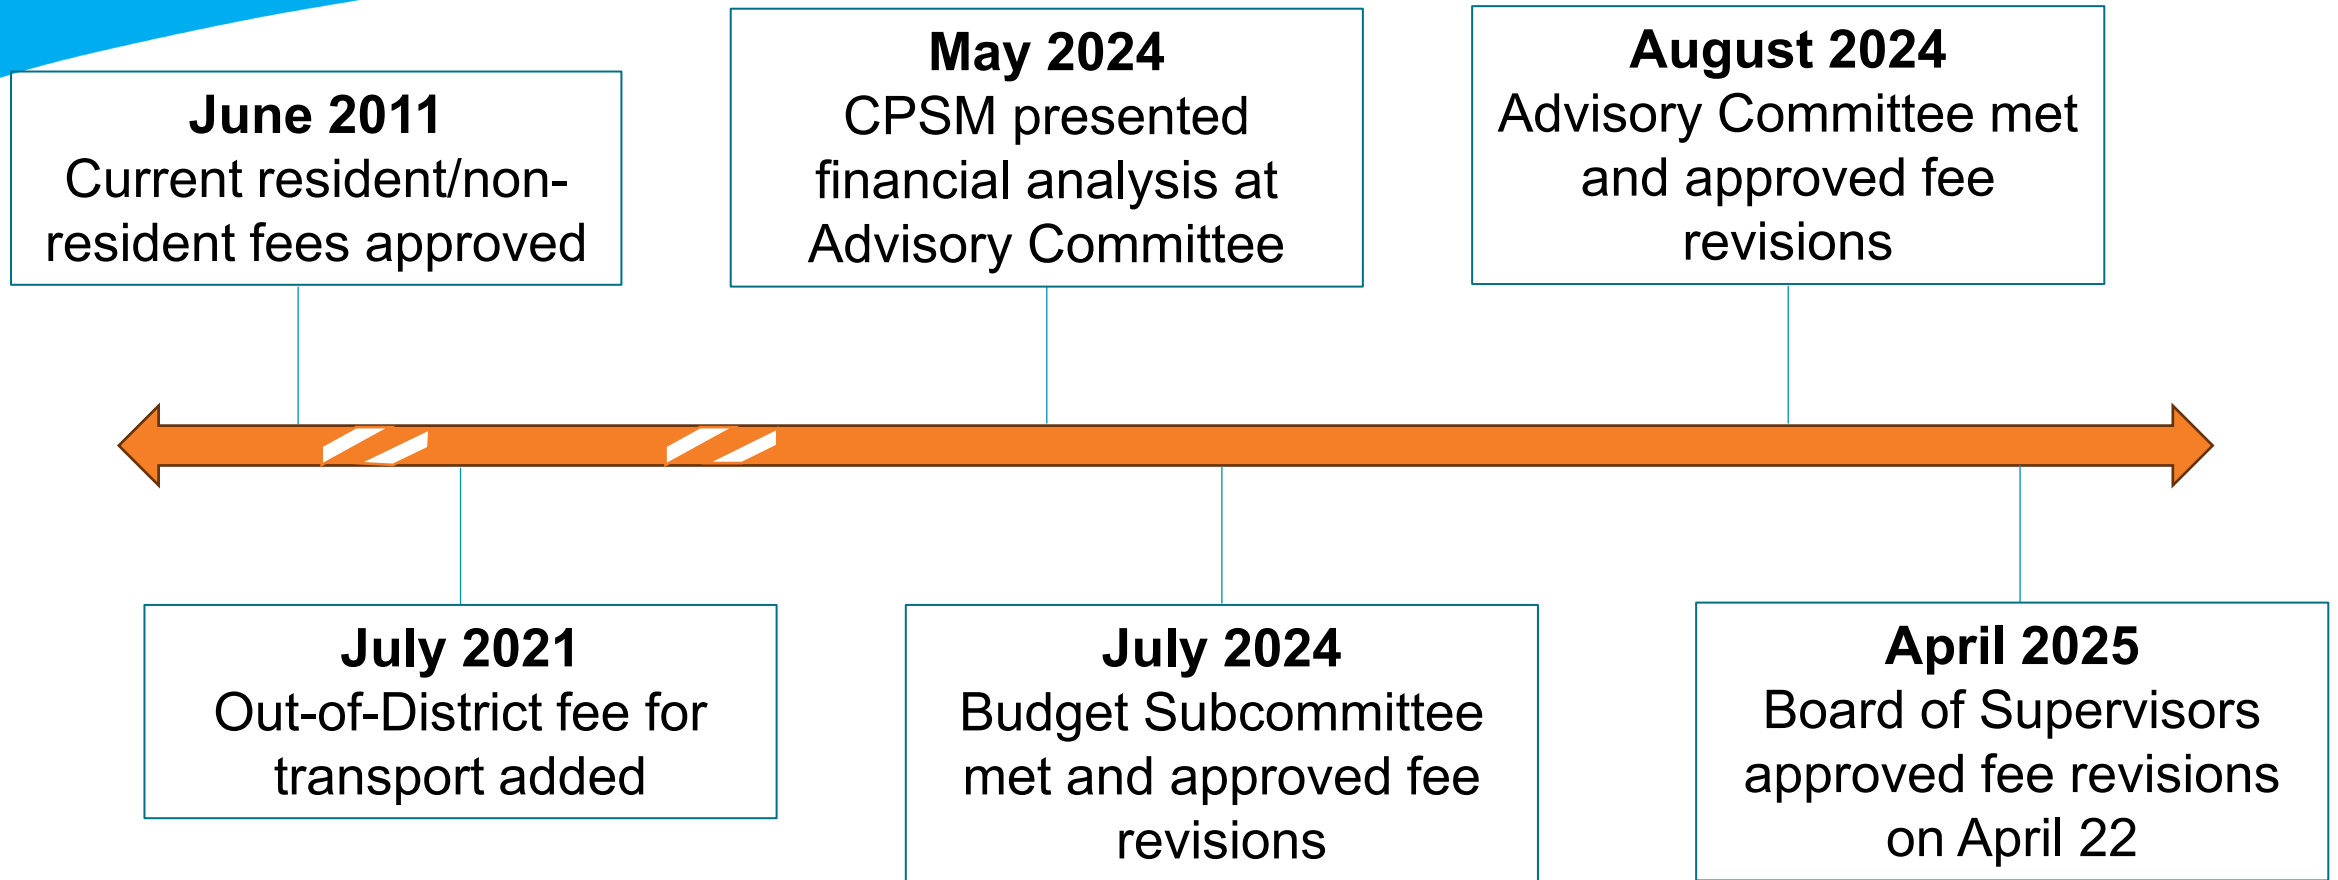 June 2011
Current resident/non-
resident fees approved
May 2024
CPSM presented
financial analysis at
Advisory Committee
August 2024
Advisory Committee met
and approved fee
revisions
July 2021
Out-of-District fee for
transport added
July 2024
Budget Subcommittee
met and approved fee
revisions
April 2025
Board of Supervisors
approved fee revisions
on April 22